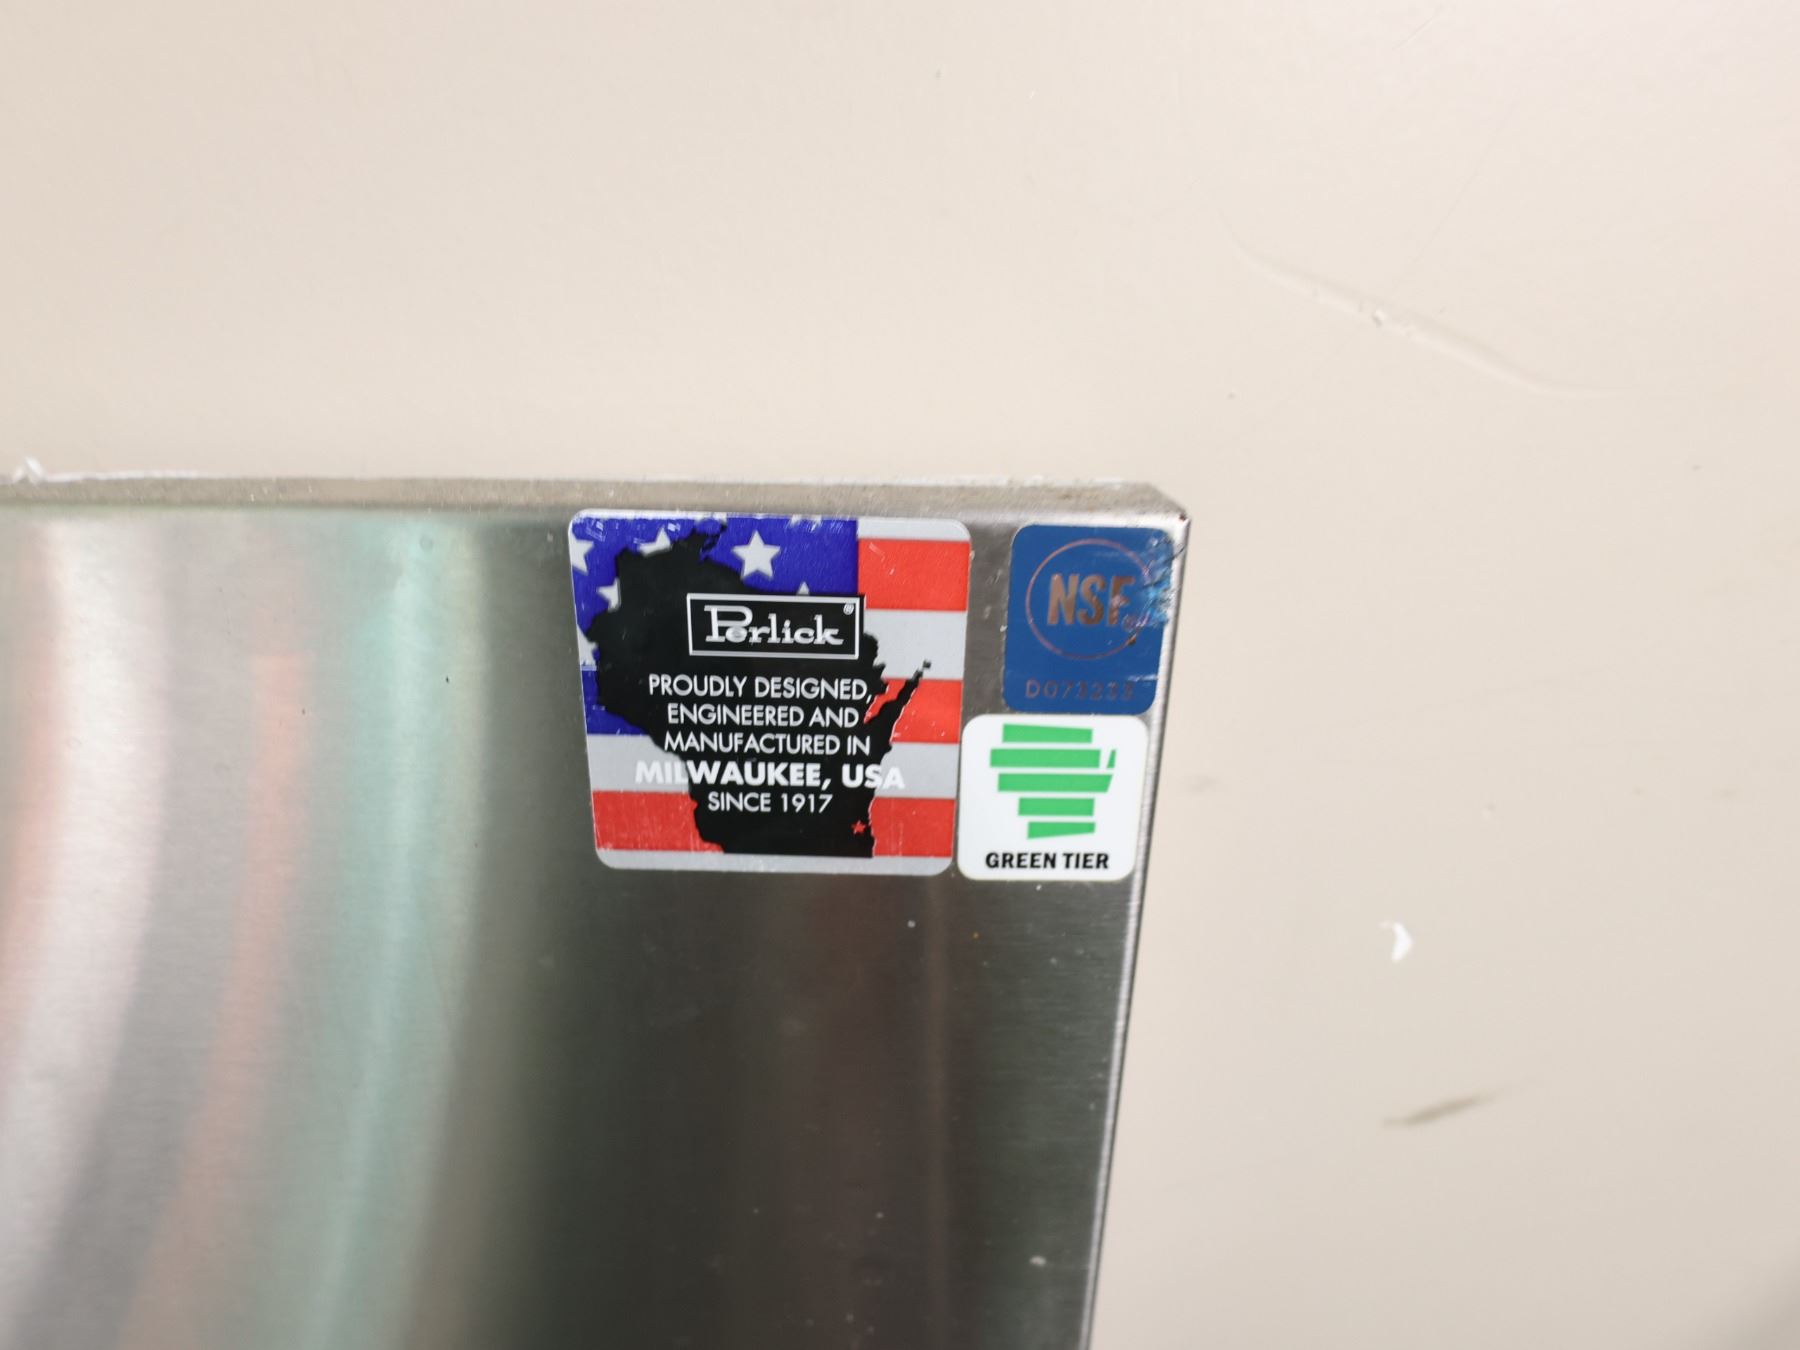 Perlick®
PROUDLY DESIGNED,
ENGINEERED AND
MANUFACTURED IN
MILWAUKEE, USA
SINCE 1917
NSF®
GREEN TIER